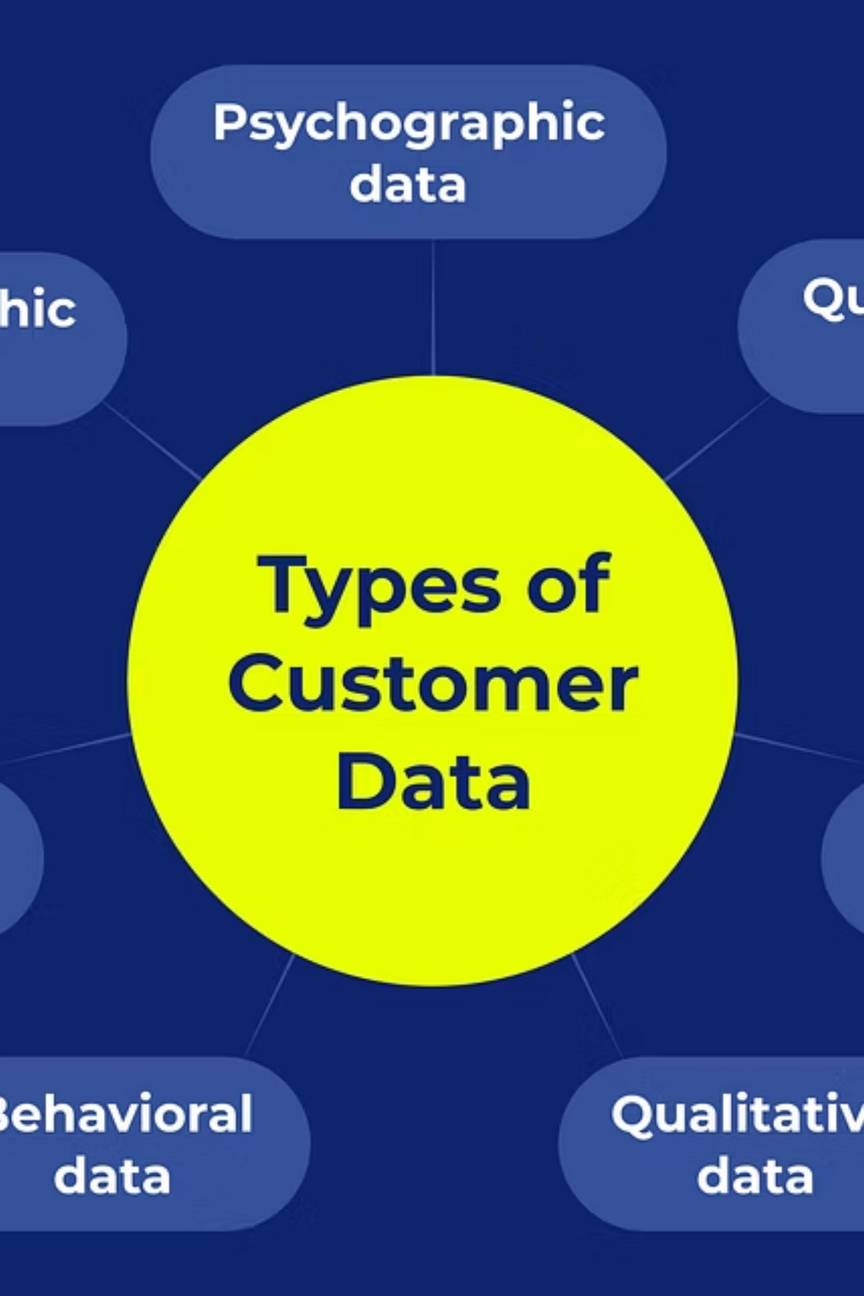 Psychographic
data
hic
Qu
Types of
Customer
Data
Behavioral
data
Qualitativ
data